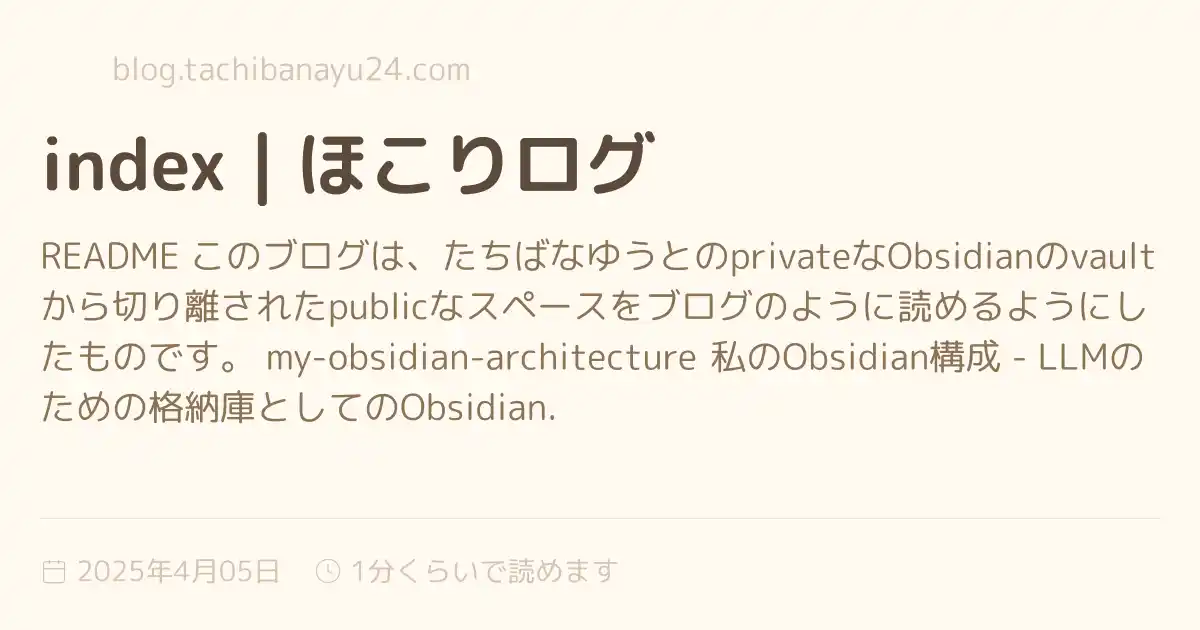 blog.tachibanayu24.com
index | ほこりログ
README このブログは、たちばなゆうとのprivateなObsidianのvault
から切り離されたpublicなスペースをブログのように読めるようにし
たものです。 my-obsidian-architecture 私のObsidian構成 - LLMの
ための格納庫としてのObsidian.
2025年4月05日 1分くらいで読めます